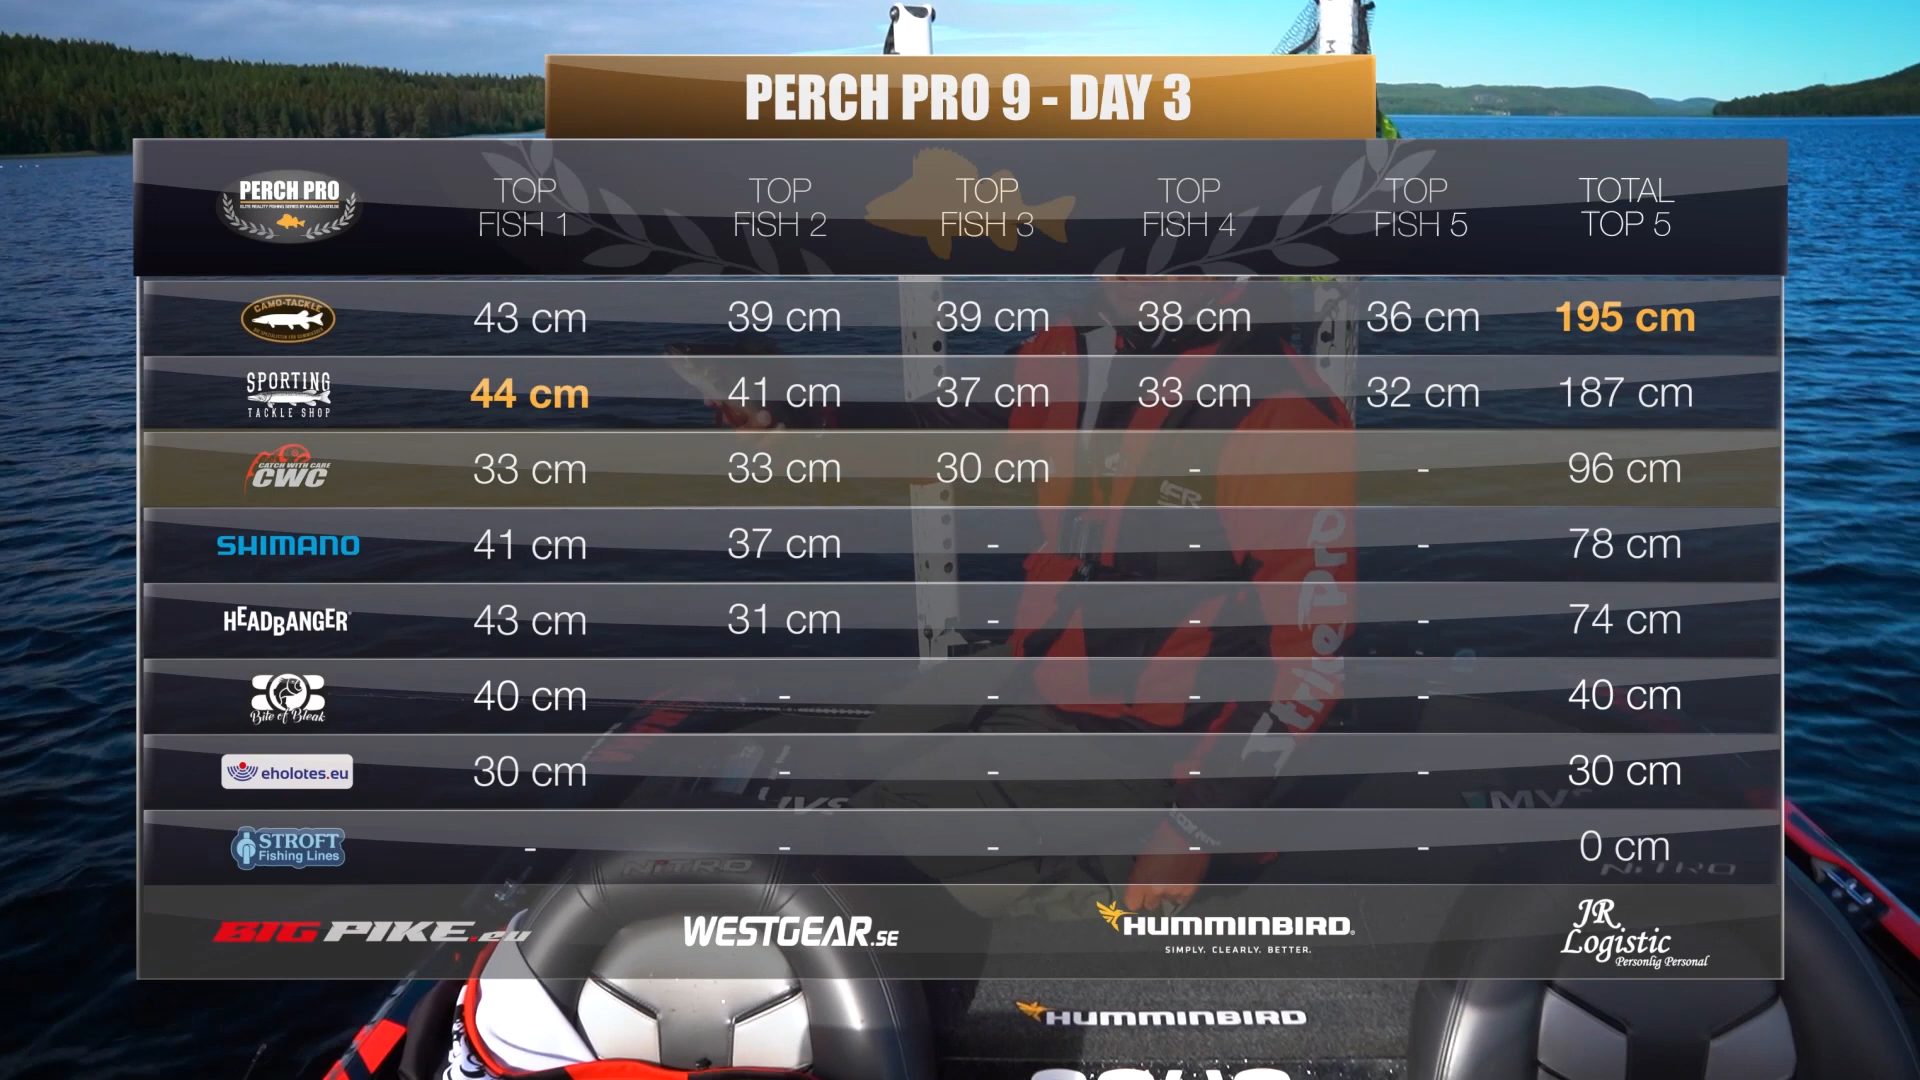 PERCH PRO 9 - DAY 3
PERCH PRO
TOP FISH 1
TOP FISH 2
TOP FISH 3
TOP FISH 4
TOP FISH 5
TOTAL TOP 5
CAMO-TACKLE
43 cm 39 cm 39 cm 38 cm 36 cm 195 cm
SPORTING
TACKLE SHOP
44 cm 41 cm 37 cm 33 cm 32 cm 187 cm
CATCH WITH CARE
CWC
33 cm 33 cm 30 cm - - 96 cm
SHIMANO 41 cm 37 cm - - - 78 cm
HEADBANGER 43 cm 31 cm - - - 74 cm
Bite of Bleak
40 cm - - - - 40 cm
eholotes.eu 30 cm - - - - 30 cm
STROFT
Fishing Lines
- - - - - 0 cm
NITRO
NITRO
StrikePro
BIG PIKE.eu
WESTGEAR.SE
HUMMINBIRD
SIMPLY. CLEARLY. BETTER.
JR
Logistic
Personlig Personal
HUMMINBIRD